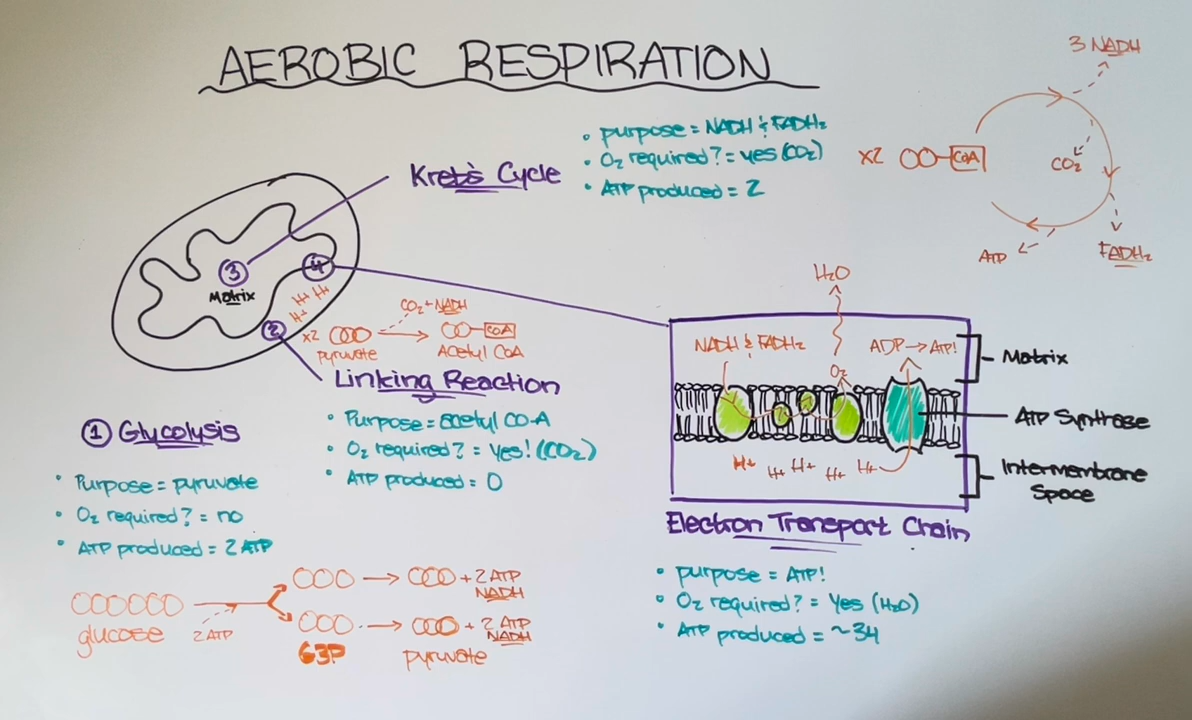 AEROBIC RESPIRATION
3 NADH
• purpose = NADH & FADH₂
• O₂ required? = yes (CO₂)
• ATP produced = 2
x2
CoA
CO₂
ATP
FADH₂
Kreb's Cycle
3
Matrix
4
H+ H+
H+
2
CO₂ + NADH
x2
CoA
pyruvate
Acetyl CoA
Linking Reaction
• Purpose = acetyl CO-A
• O₂ required? = yes! (CO₂)
• ATP produced = 0
1 Glycolysis
• Purpose = pyruvate
• O₂ required? = no
• ATP produced = 2 ATP
glucose
2 ATP
+ 2 ATP
NADH
+ 2 ATP
NADH
G3P
pyruvate
H₂O
NADH & FADH₂
ADP → ATP!
O₂
H+ H+ H+ H+ H+
Matrix
ATP Synthase
Intermembrane
Space
Electron Transport Chain
• purpose = ATP!
• O₂ required? = Yes (H₂O)
• ATP produced = ~34